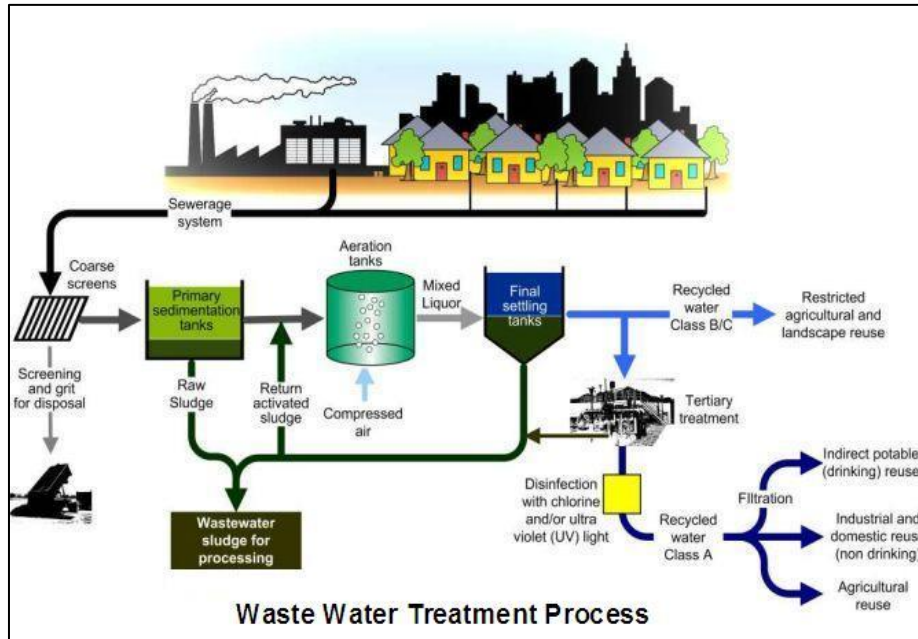 Sewerage
system
Coarse
screens
Primary
sedimentation
tanks
Aeration
tanks
Mixed
Liquor
Final
settling
tanks
Recycled
water
Class B/C
Restricted
agricultural and
landscape reuse
Screening
and grit
for disposal
Raw
Sludge
Return
activated
sludge
Compressed
air
Tertiary
treatment
Wastewater
sludge for
processing
Disinfection
with chlorine
and/or ultra
violet (UV) light
Recycled
water
Class A
FIltration
Indirect potable
(drinking) reuse
Industrial and
domestic reuse
(non drinking)
Agricultural
reuse
Waste Water Treatment Process